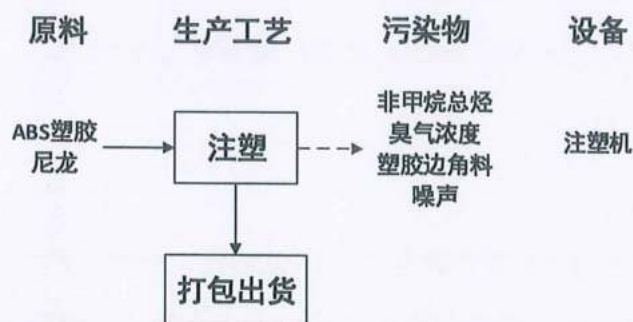 原料 生产工艺 污染物 设备
非甲烷总烃
臭气浓度
塑胶边角料
噪声
ABS塑胶
尼龙
注塑
注塑机
打包出货